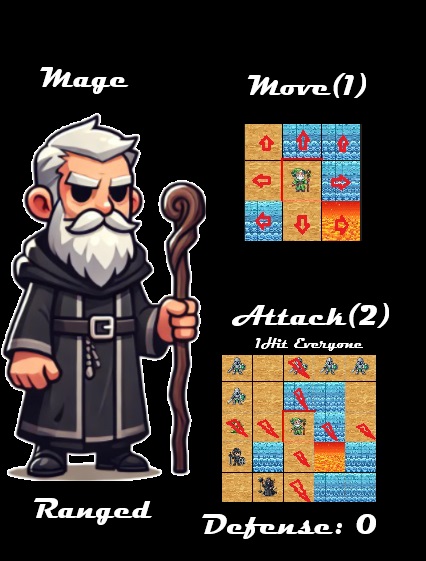 Mage
Move(1)
Attack(2)
1Hit Everyone
Ranged
Defense: 0